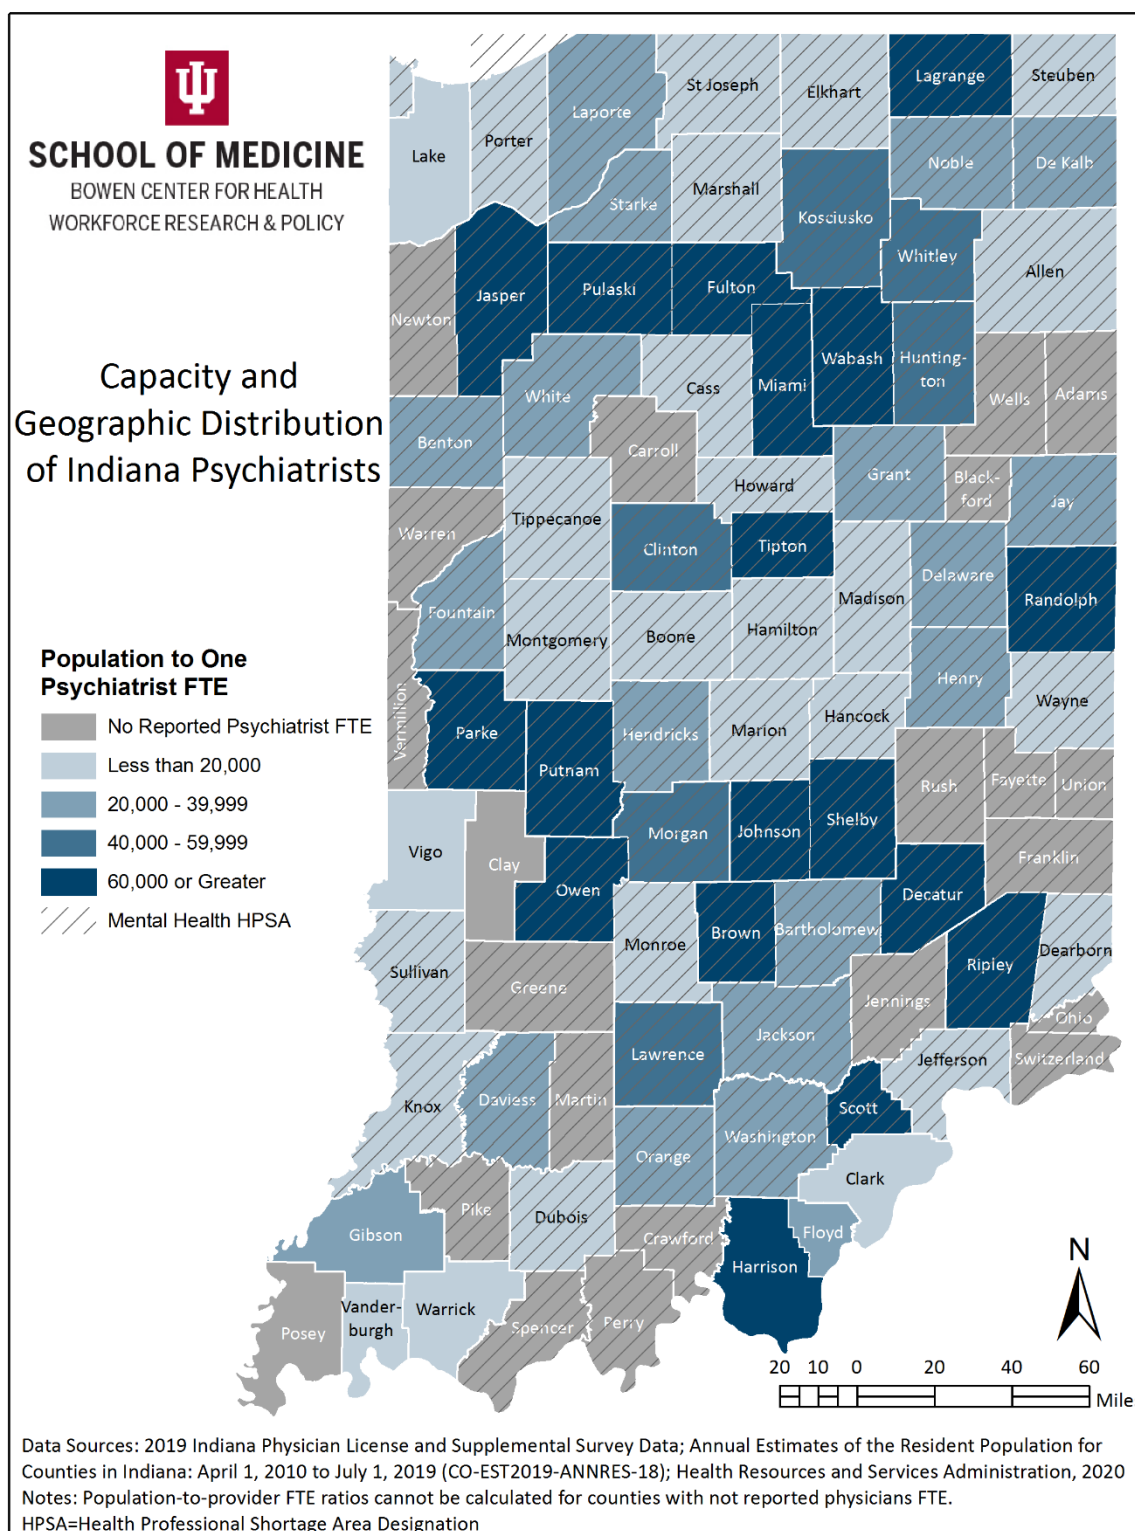 SCHOOL OF MEDICINE
BOWEN CENTER FOR HEALTH
WORKFORCE RESEARCH & POLICY
Capacity and
Geographic Distribution
of Indiana Psychiatrists
Population to One
Psychiatrist FTE
No Reported Psychiatrist FTE
Less than 20,000
20,000 - 39,999
40,000 - 59,999
60,000 or Greater
Mental Health HPSA
Lake
Porter
Laporte
St Joseph
Elkhart
Lagrange
Steuben
Noble
De Kalb
Starke
Marshall
Kosciusko
Whitley
Allen
Newton
Jasper
Pulaski
Fulton
Miami
Wabash
Hunting-
ton
Wells
Adams
White
Cass
Benton
Carroll
Howard
Grant
Black-
ford
Jay
Warren
Tippecanoe
Clinton
Tipton
Madison
Delaware
Randolph
Fountain
Montgomery
Boone
Hamilton
Henry
Wayne
Vermillion
Parke
Putnam
Hendricks
Marion
Hancock
Rush
Fayette
Union
Vigo
Clay
Owen
Morgan
Johnson
Shelby
Franklin
Decatur
Sullivan
Greene
Monroe
Brown
Bartholomew
Jennings
Ripley
Dearborn
Ohio
Switzerland
Knox
Daviess
Martin
Lawrence
Jackson
Jefferson
Scott
Orange
Washington
Clark
Gibson
Pike
Dubois
Crawford
Harrison
Floyd
Posey
Vander-
burgh
Warrick
Spencer
Perry
N
20 10 0 20 40 60
Mile
Data Sources: 2019 Indiana Physician License and Supplemental Survey Data; Annual Estimates of the Resident Population for
Counties in Indiana: April 1, 2010 to July 1, 2019 (CO-EST2019-ANNRES-18); Health Resources and Services Administration, 2020
Notes: Population-to-provider FTE ratios cannot be calculated for counties with not reported physicians FTE.
HPSA=Health Professional Shortage Area Designation